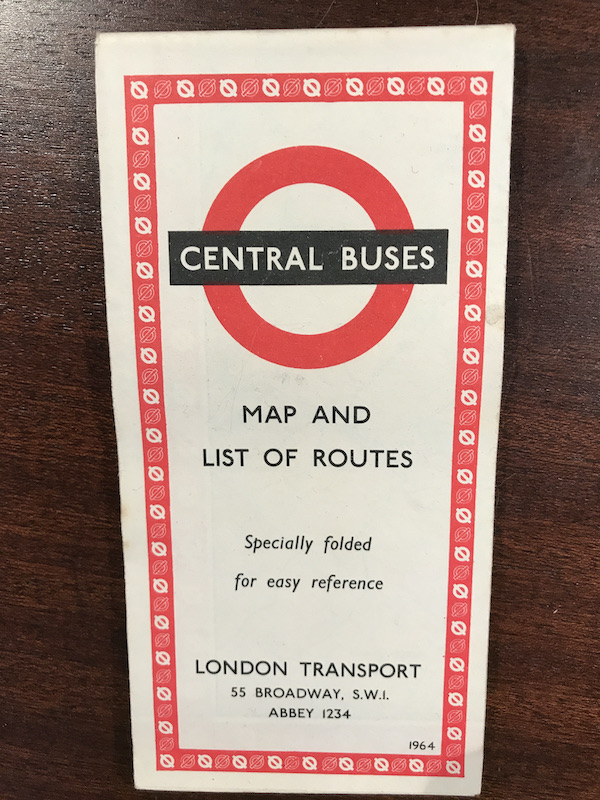 CENTRAL BUSES
MAP AND
LIST OF ROUTES
Specially folded
for easy reference
LONDON TRANSPORT
55 BROADWAY, S.W.1.
ABBEY 1234
1964